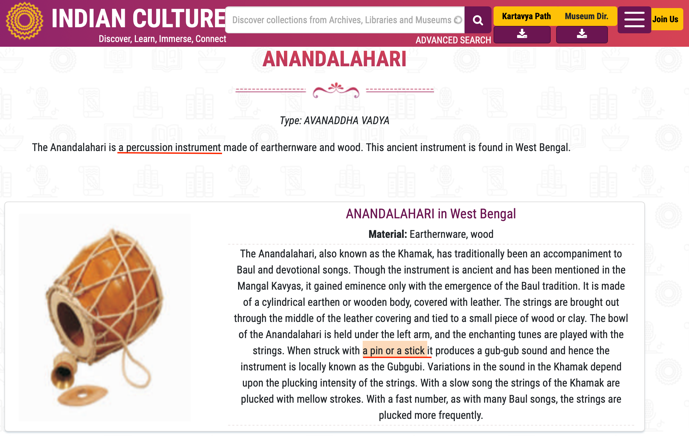 INDIAN CULTURE
Discover, Learn, Immerse, Connect
Discover collections from Archives, Libraries and Museums
ADVANCED SEARCH
Kartavya Path
Museum Dir.
Join Us
ANANDALAHARI
Type: AVANADDHA VADYA
The Anandalahari is a percussion instrument made of earthernware and wood. This ancient instrument is found in West Bengal.
ANANDALAHARI in West Bengal
Material: Earthernware, wood
The Anandalahari, also known as the Khamak, has traditionally been an accompaniment to
Baul and devotional songs. Though the instrument is ancient and has been mentioned in the
Mangal Kavyas, it gained eminence only with the emergence of the Baul tradition. It is made
of a cylindrical earthen or wooden body, covered with leather. The strings are brought out
through the middle of the leather covering and tied to a small piece of wood or clay. The bowl
of the Anandalahari is held under the left arm, and the enchanting tunes are played with the
strings. When struck with a pin or a stick it produces a gub-gub sound and hence the
instrument is locally known as the Gubgubi. Variations in the sound in the Khamak depend
upon the plucking intensity of the strings. With a slow song the strings of the Khamak are
plucked with mellow strokes. With a fast number, as with many Baul songs, the strings are
plucked more frequently.